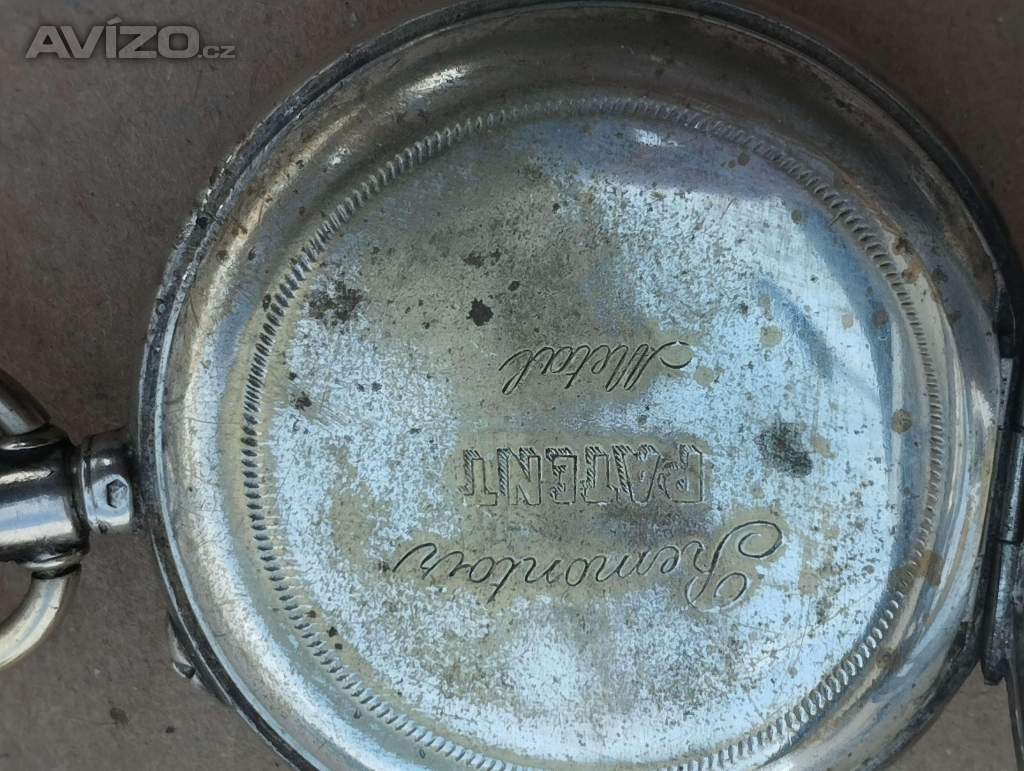 AVÍZO.cz
Remontoir
PATENT
Metal